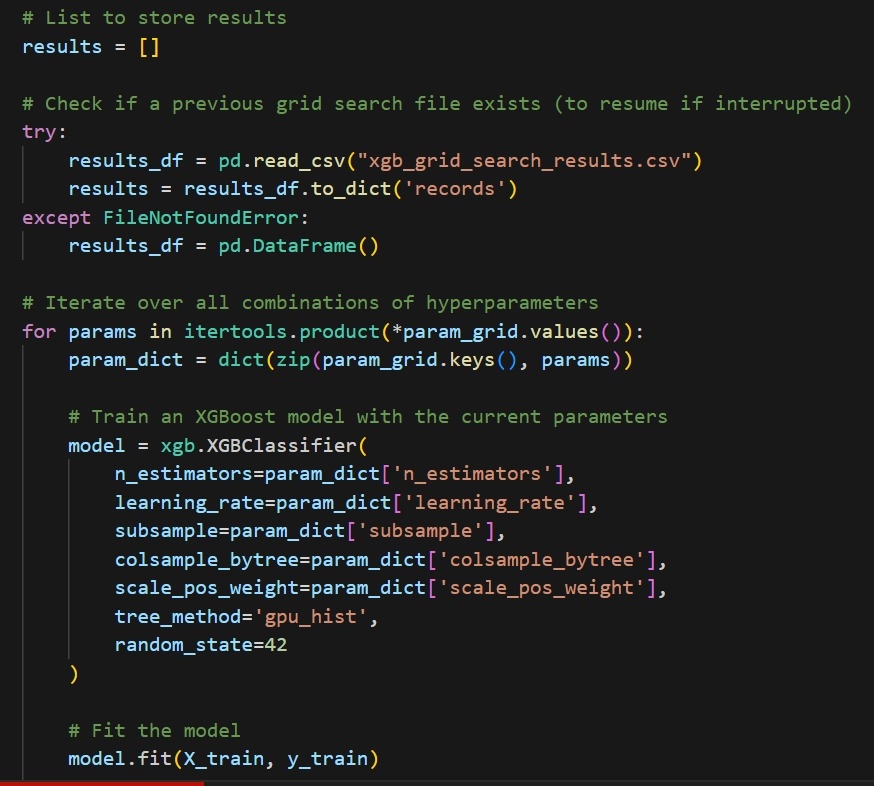 # List to store results
results = []
# Check if a previous grid search file exists (to resume if interrupted)
try:
results_df = pd.read_csv("xgb_grid_search_results.csv")
results = results_df.to_dict('records')
except FileNotFoundError:
results_df = pd.DataFrame()
# Iterate over all combinations of hyperparameters
for params in itertools.product(*param_grid.values()):
param_dict = dict(zip(param_grid.keys(), params))
# Train an XGBoost model with the current parameters
model = xgb.XGBClassifier(
n_estimators=param_dict['n_estimators'],
learning_rate=param_dict['learning_rate'],
subsample=param_dict['subsample'],
colsample_bytree=param_dict['colsample_bytree'],
scale_pos_weight=param_dict['scale_pos_weight'],
tree_method='gpu_hist',
random_state=42
)
# Fit the model
model.fit(X_train, y_train)